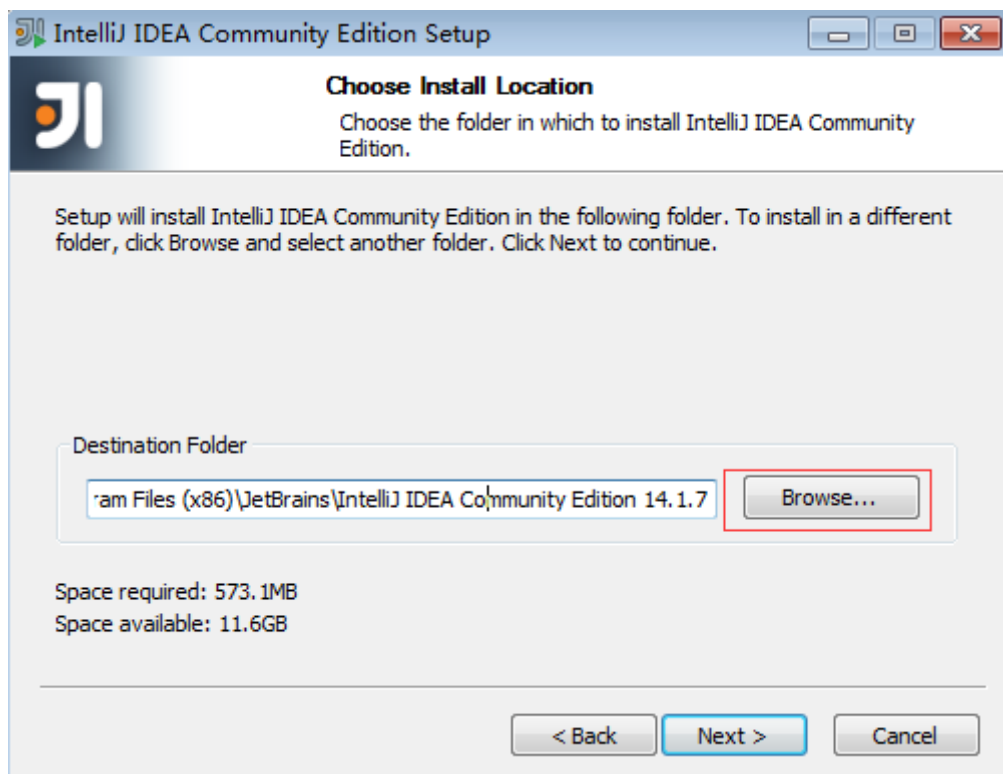 IntelliJ IDEA Community Edition Setup
Choose Install Location
Choose the folder in which to install IntelliJ IDEA Community
Edition.
Setup will install IntelliJ IDEA Community Edition in the following folder. To install in a different
folder, click Browse and select another folder. Click Next to continue.
Destination Folder
ram Files (x86)\JetBrains\IntelliJ IDEA Community Edition 14.1.7
Browse...
Space required: 573.1MB
Space available: 11.6GB
< Back
Next >
Cancel